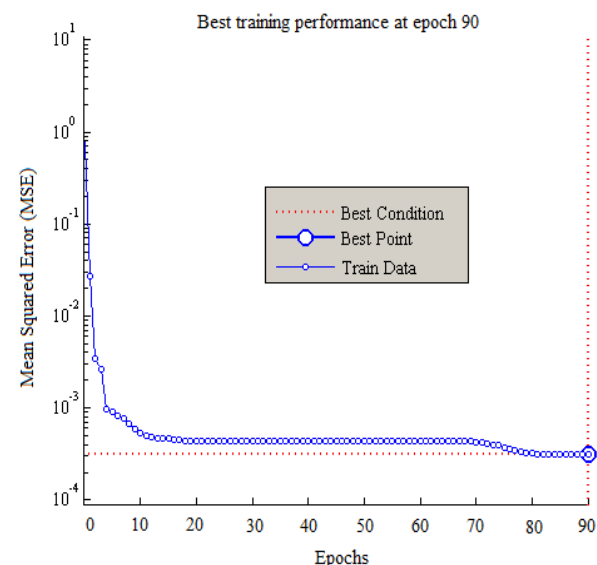 Best training performance at epoch 90
Mean Squared Error (MSE)
10^1
10^0
10^-1
10^-2
10^-3
10^-4
Best Condition
Best Point
Train Data
0 10 20 30 40 50 60 70 80 90
Epochs